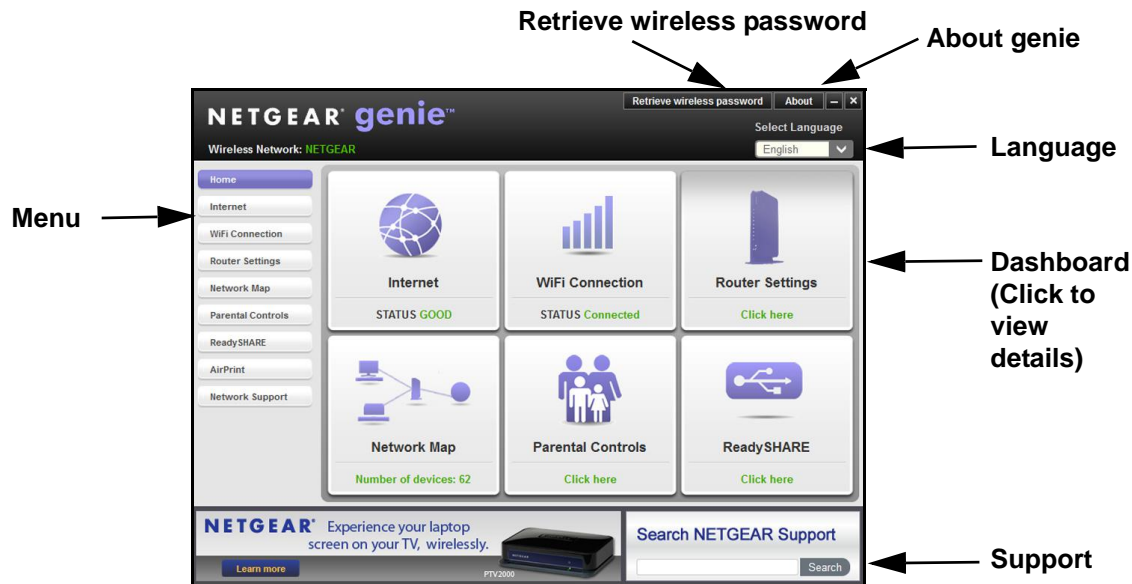 Retrieve wireless password
About genie
Retrieve wireless password About
NETGEAR® genie™
Select Language
Wireless Network: NETGEAR
English
Language
Menu
Home
Internet
WiFi Connection
Router Settings
Network Map
Parental Controls
ReadySHARE
AirPrint
Network Support
Internet
STATUS GOOD
WiFi Connection
STATUS Connected
Router Settings
Click here
Dashboard
(Click to
view
details)
Network Map
Number of devices: 62
Parental Controls
Click here
ReadySHARE
Click here
NETGEAR®
Experience your laptop
screen on your TV, wirelessly.
Learn more
NETGEAR
PTV2000
Search NETGEAR Support
Search
Support